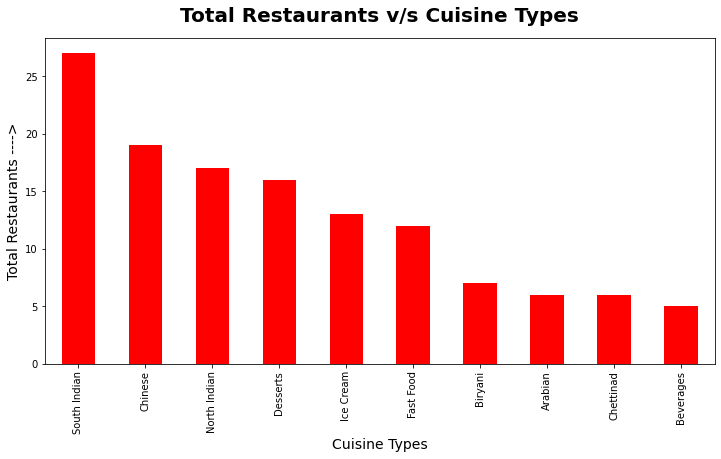 Total Restaurants v/s Cuisine Types
Total Restaurants ---->
25
20
15
10
5
0
South Indian
Chinese
North Indian
Desserts
Ice Cream
Fast Food
Biryani
Arabian
Chettinad
Beverages
Cuisine Types